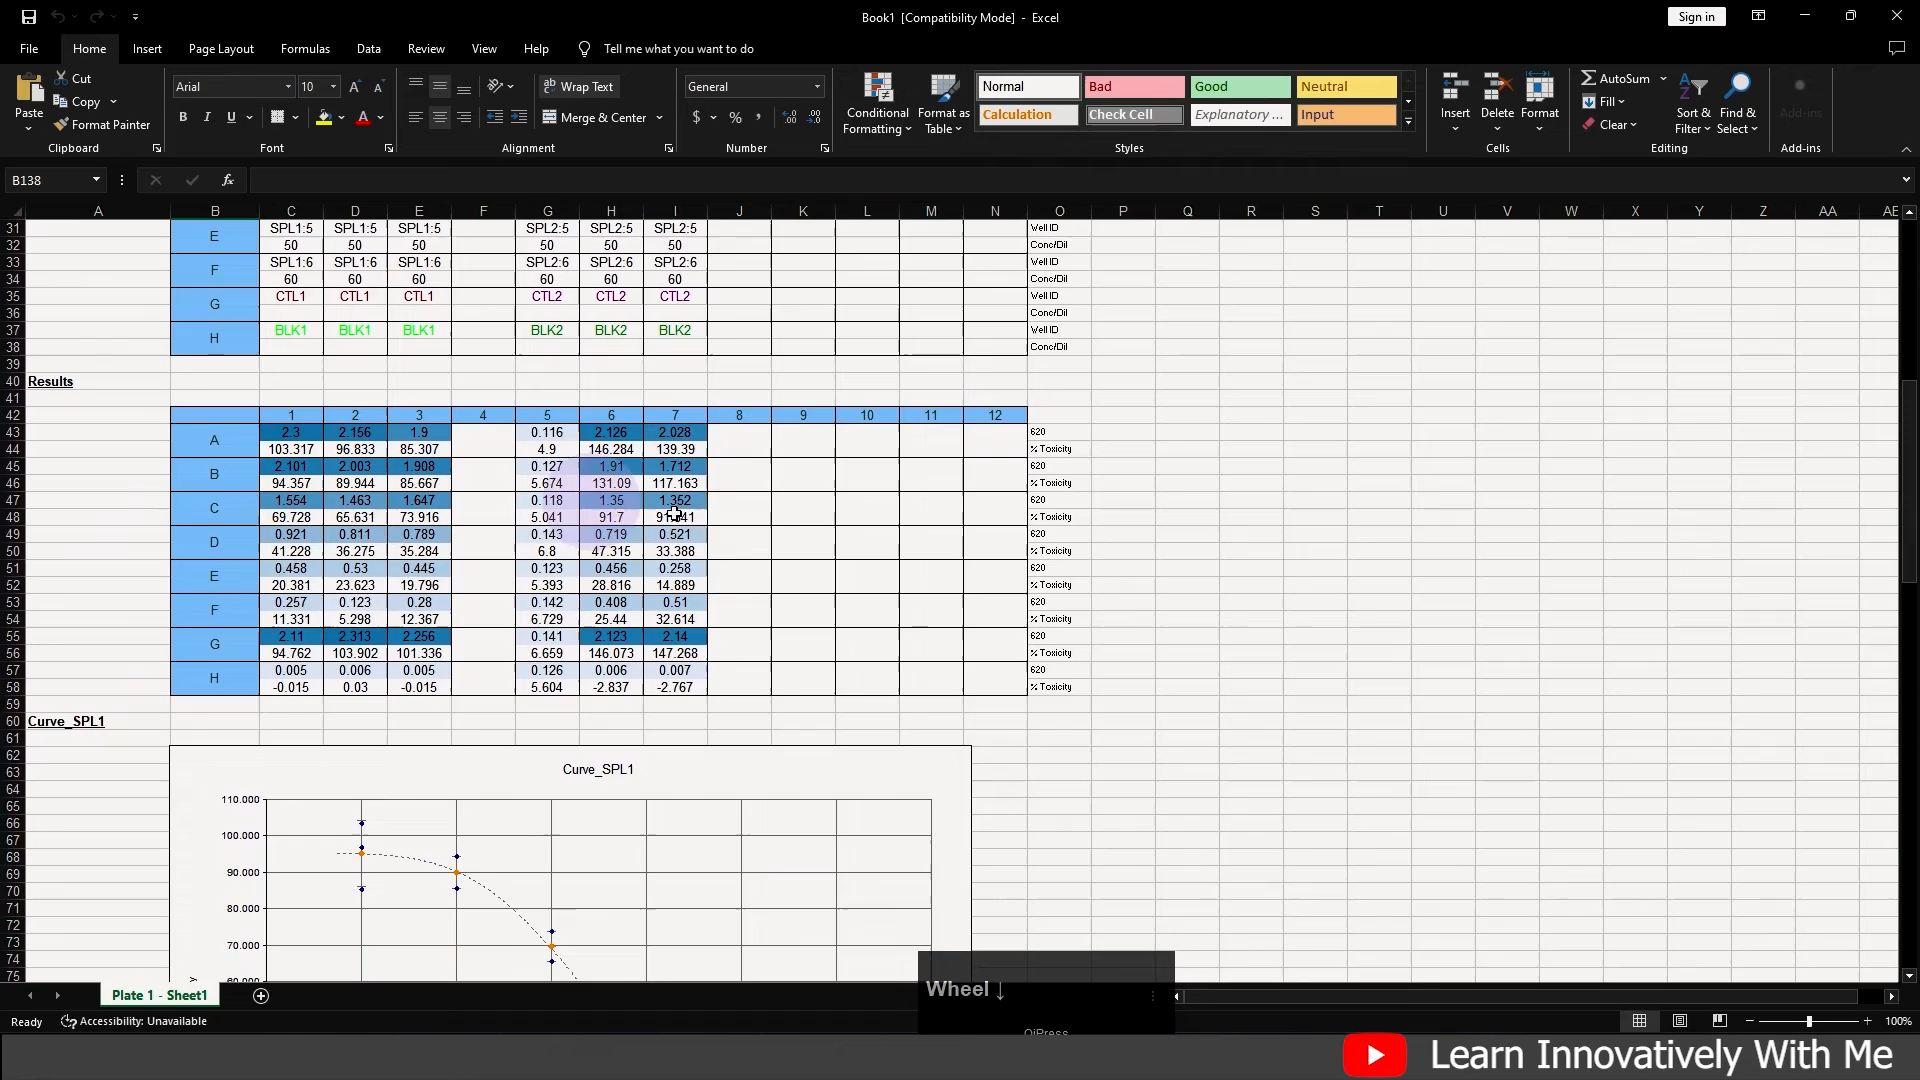 Book1 [Compatibility Mode] - Excel
Sign in
File Home Insert Page Layout Formulas Data Review View Help Tell me what you want to do
Paste
Cut
Copy
Format Painter
Clipboard
Arial 10
B I U
Font
Wrap Text
Merge & Center
Alignment
General
$ % ,
Number
Conditional Formatting
Format as Table
Normal Bad Good Neutral
Calculation Check Cell Explanatory ... Input
Styles
Insert Delete Format
Cells
AutoSum
Fill
Clear
Sort & Filter
Find & Select
Editing
Add-ins
Add-ins
B138
fx
A B C D E F G H I J K L M N O P Q R S T U V W X Y Z AA AE
31 E SPL1:5 SPL1:5 SPL1:5 SPL2:5 SPL2:5 SPL2:5 Well ID
32 50 50 50 50 50 50 Conc/Dil
33 F SPL1:6 SPL1:6 SPL1:6 SPL2:6 SPL2:6 SPL2:6 Well ID
34 60 60 60 60 60 60 Conc/Dil
35 G CTL1 CTL1 CTL1 CTL2 CTL2 CTL2 Well ID
36 Conc/Dil
37 H BLK1 BLK1 BLK1 BLK2 BLK2 BLK2 Well ID
38 Conc/Dil
39
40 Results
41
42 1 2 3 4 5 6 7 8 9 10 11 12
43 A 2.3 2.156 1.9 0.116 2.126 2.028 620
44 103.317 96.833 85.307 4.9 146.284 139.39 % Toxicity
45 B 2.101 2.003 1.908 0.127 1.91 1.712 620
46 94.357 89.944 85.667 5.674 131.09 117.163 % Toxicity
47 C 1.554 1.463 1.647 0.118 1.35 1.352 620
48 69.728 65.631 73.916 5.041 91.7 % Toxicity
49 D 0.921 0.811 0.789 0.143 0.719 0.521 620
50 41.228 36.275 35.284 6.8 47.315 33.388 % Toxicity
51 E 0.458 0.53 0.445 0.123 0.456 0.258 620
52 20.381 23.623 19.796 5.393 28.816 14.889 % Toxicity
53 F 0.257 0.123 0.28 0.142 0.408 0.51 620
54 11.331 5.298 12.367 6.729 25.44 32.614 % Toxicity
55 G 2.11 2.313 2.256 0.141 2.123 2.14 620
56 94.762 103.902 101.336 6.659 146.073 147.268 % Toxicity
57 H 0.005 0.006 0.005 0.126 0.006 0.007 620
58 -0.015 0.03 -0.015 5.604 -2.837 -2.767 % Toxicity
59
60 Curve_SPL1
61
62
63 Curve_SPL1
64
65 110.000
66
67 100.000
68
69 90.000
70
71 80.000
72
73 70.000
74
75 60.000
Wheel ↓
QiPress
Plate 1 - Sheet1
Ready Accessibility: Unavailable
100%
Learn Innovatively With Me